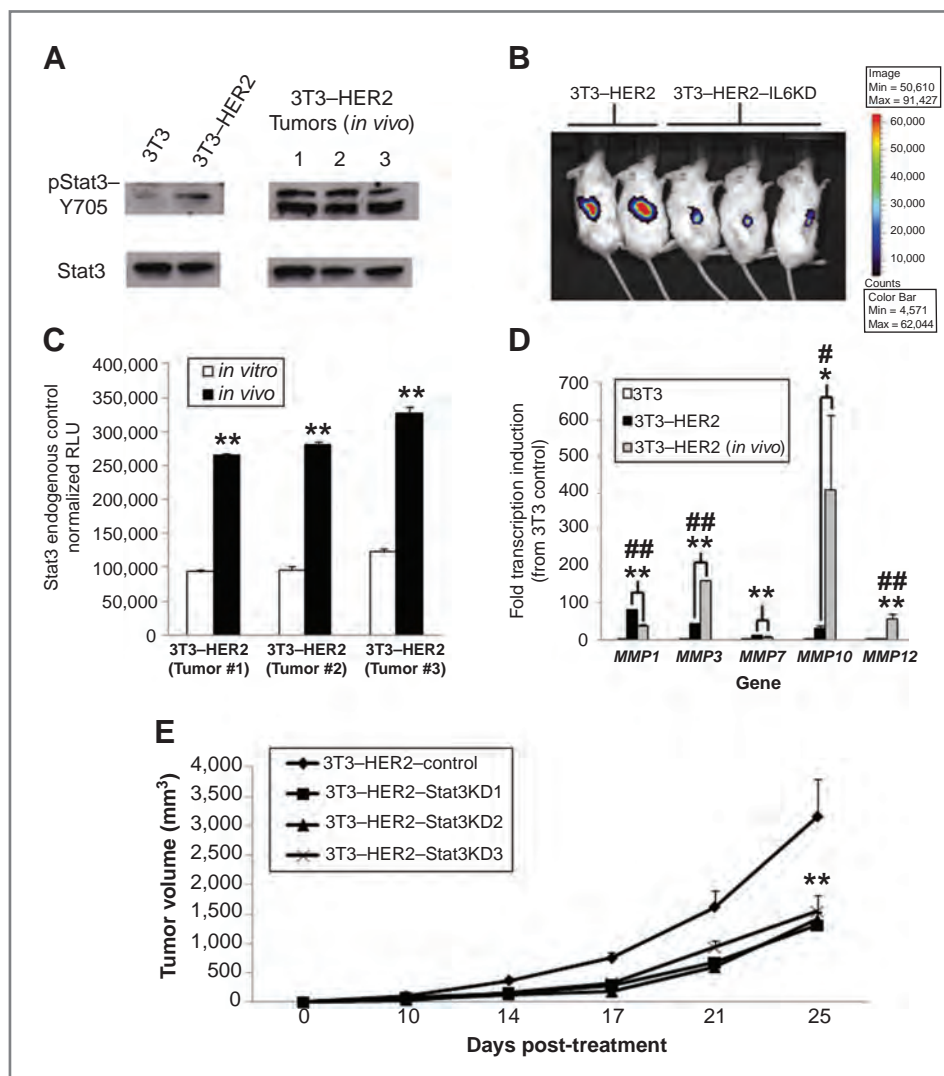 A
3T3
3T3–HER2
3T3–HER2
Tumors (in vivo)
1 2 3
pStat3–
Y705
Stat3
B
3T3–HER2 3T3–HER2–IL6KD
Image
Min = 50,610
Max = 91,427
60,000
50,000
40,000
30,000
20,000
10,000
Counts
Color Bar
Min = 4,571
Max = 62,044
C
Stat3 endogenous control
normalized RLU
400,000
350,000
300,000
250,000
200,000
150,000
100,000
50,000
0
in vitro
in vivo
** ** **
3T3–HER2 3T3–HER2 3T3–HER2
(Tumor #1) (Tumor #2) (Tumor #3)
D
Fold transcription induction
(from 3T3 control)
700
600
500
400
300
200
100
0
3T3
3T3–HER2
3T3–HER2 (in vivo)
##
**
##
**
**
#
*
##
**
MMP1 MMP3 MMP7 MMP10 MMP12
Gene
E
Tumor volume (mm3)
4,000
3,500
3,000
2,500
2,000
1,500
1,000
500
0
3T3–HER2–control
3T3–HER2–Stat3KD1
3T3–HER2–Stat3KD2
3T3–HER2–Stat3KD3
**
0 10 14 17 21 25
Days post-treatment